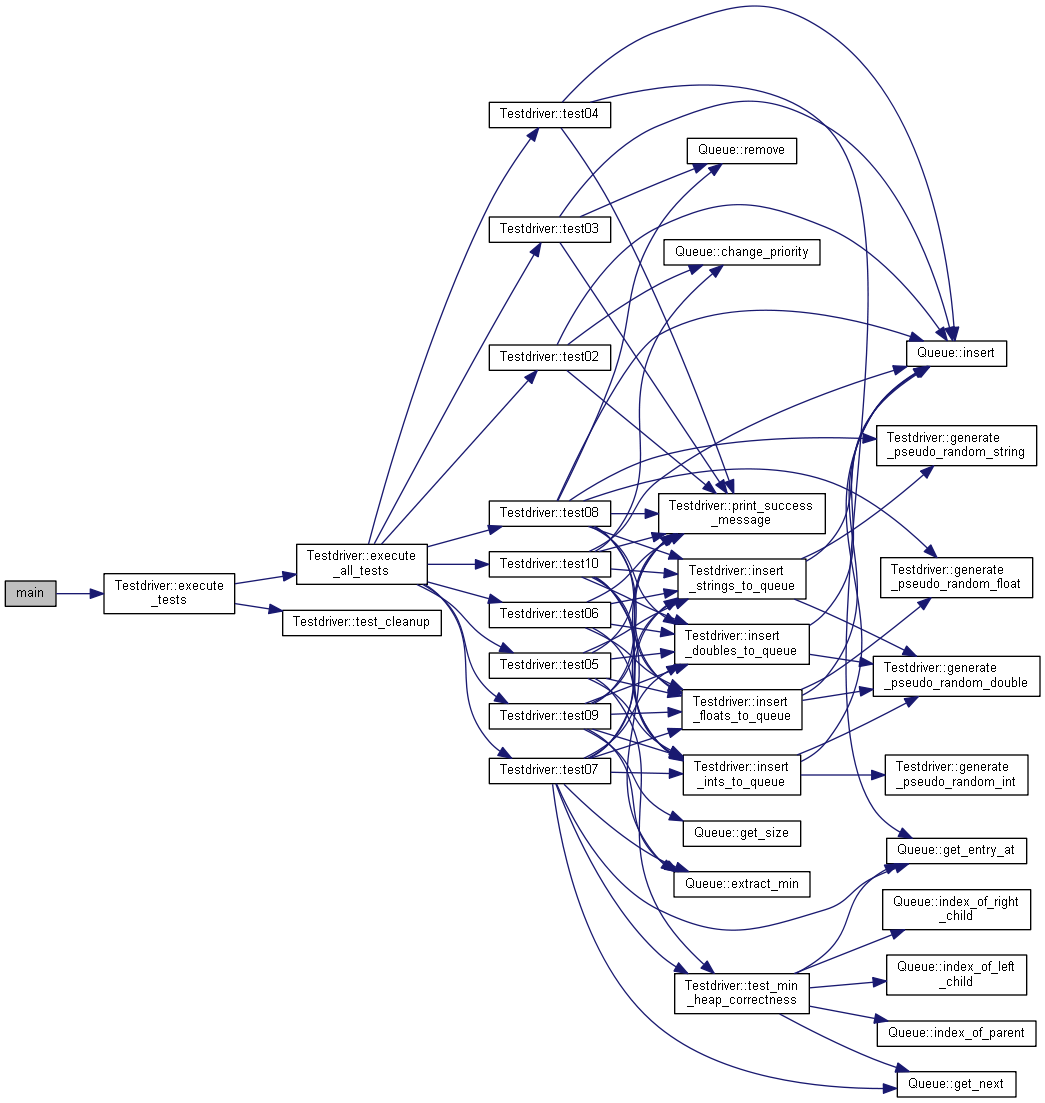 main
Testdriver::execute
_tests
Testdriver::execute
_all_tests
Testdriver::test_cleanup
Testdriver::test04
Testdriver::test03
Testdriver::test02
Testdriver::test08
Testdriver::test10
Testdriver::test06
Testdriver::test05
Testdriver::test09
Testdriver::test07
Queue::remove
Queue::change_priority
Testdriver::print_success
_message
Testdriver::insert
_strings_to_queue
Testdriver::insert
_doubles_to_queue
Testdriver::insert
_floats_to_queue
Testdriver::insert
_ints_to_queue
Queue::get_size
Queue::extract_min
Testdriver::test_min
_heap_correctness
Queue::insert
Testdriver::generate
_pseudo_random_string
Testdriver::generate
_pseudo_random_float
Testdriver::generate
_pseudo_random_double
Testdriver::generate
_pseudo_random_int
Queue::get_entry_at
Queue::index_of_right
_child
Queue::index_of_left
_child
Queue::index_of_parent
Queue::get_next